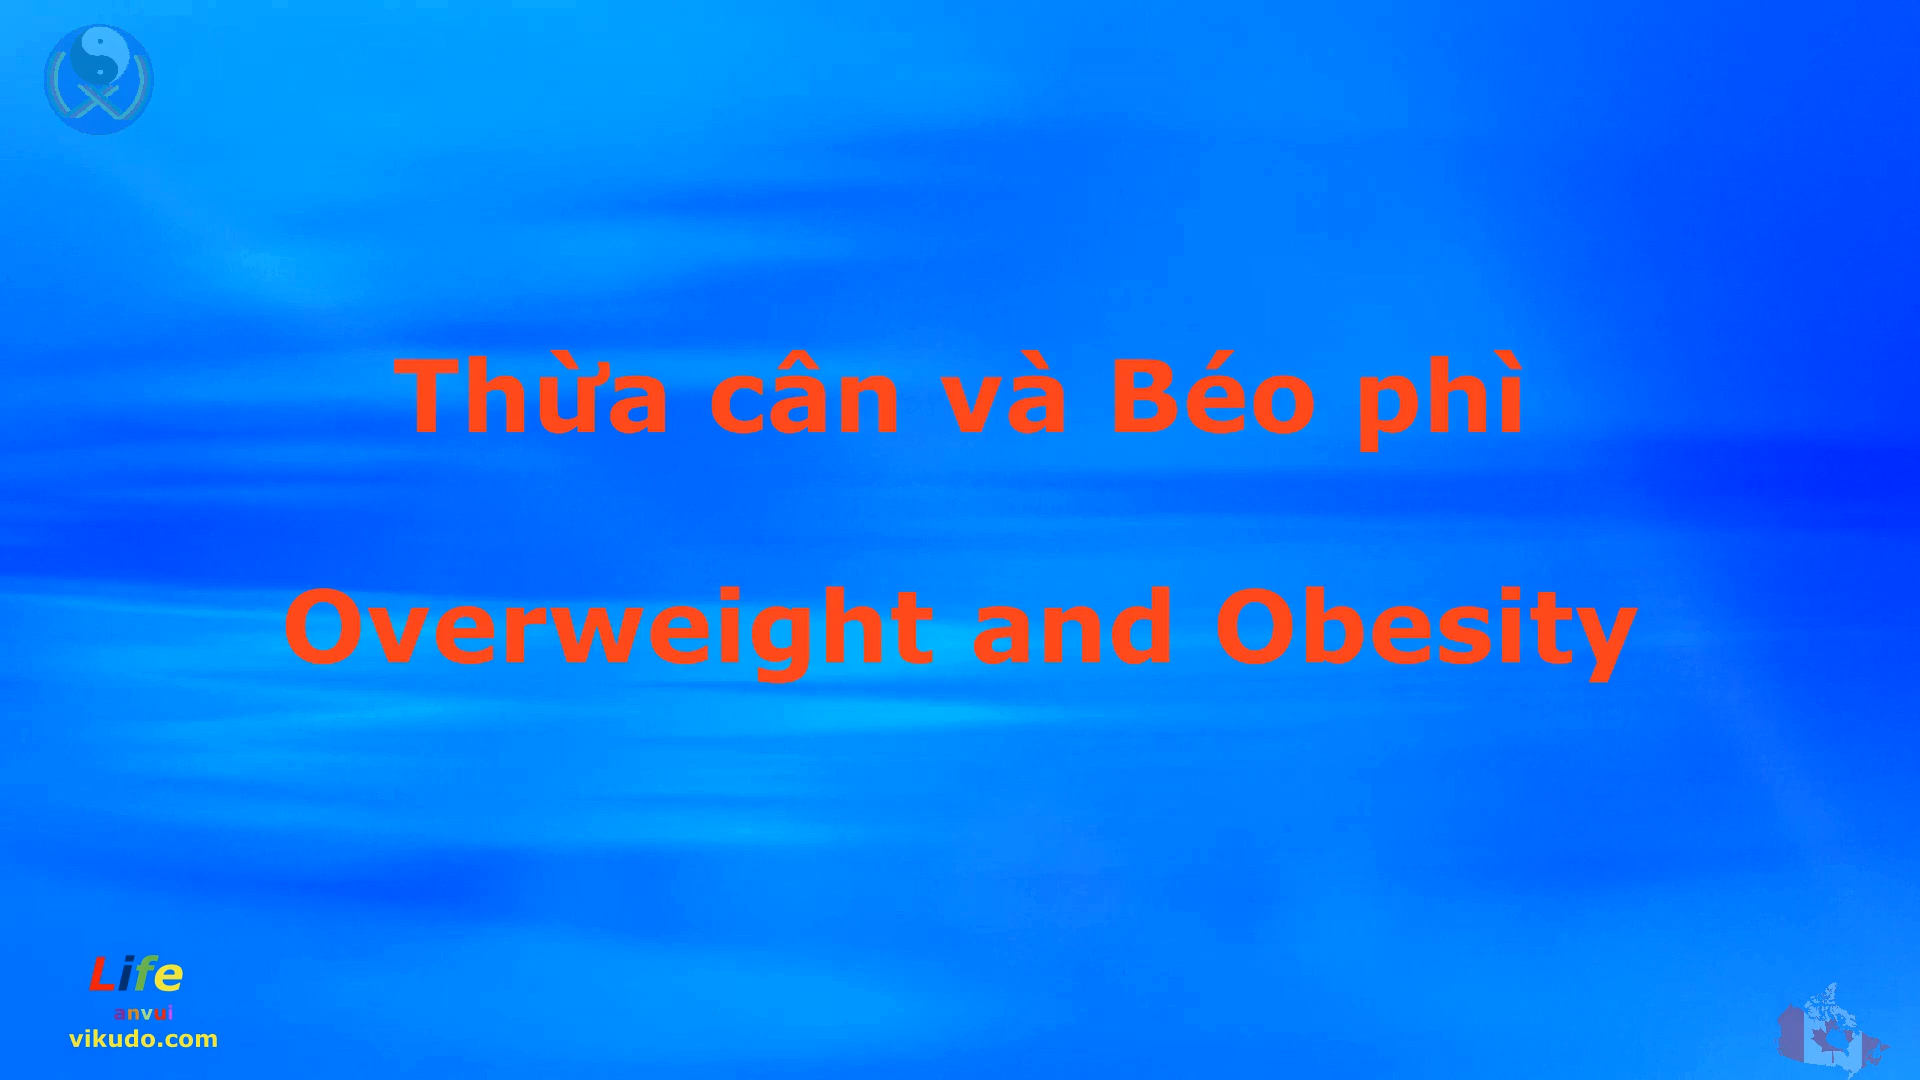 Thừa cân và Béo phì
Overweight and Obesity
Life
anvui
vikudo.com